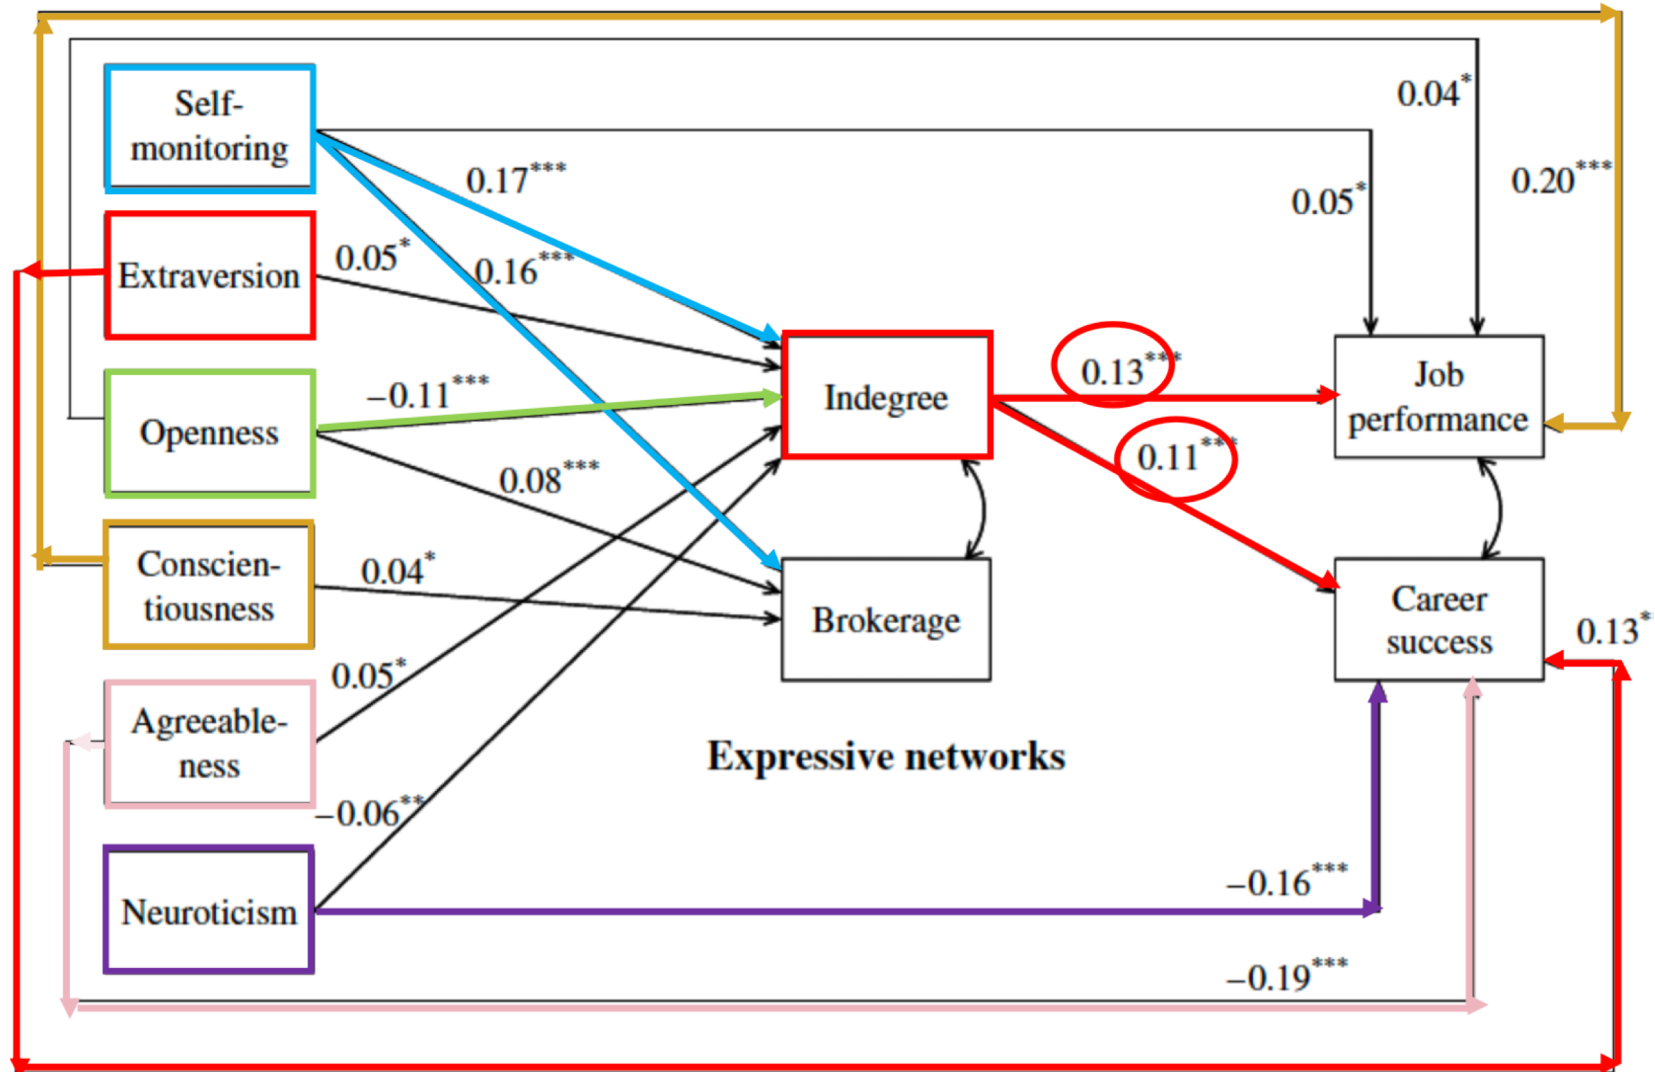 Self-
monitoring
Extraversion
Openness
Conscien-
tiousness
Agreeable-
ness
Neuroticism
0.17***
0.05*
0.16***
−0.11***
0.08***
0.04*
0.05*
−0.06**
Indegree
Brokerage
Expressive networks
0.04*
0.20***
0.05*
0.13***
0.11***
Job
performance
Career
success
0.13*
−0.16***
−0.19***